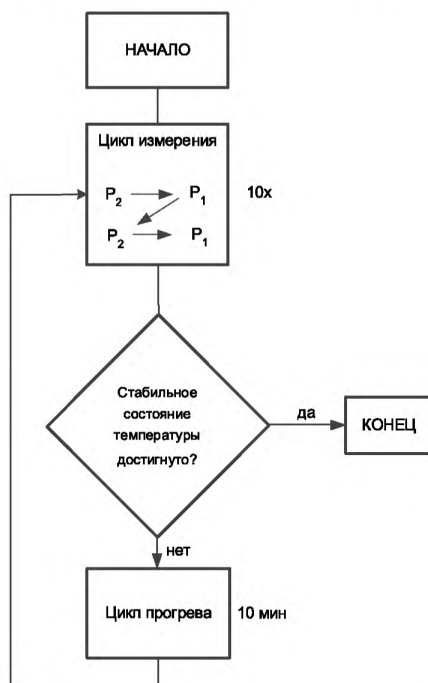 НАЧАЛО
Цикл измерения
P2 P1
10x
P2 P1
Стабильное
состояние
температуры
достигнуто?
да
КОНЕЦ
нет
Цикл прогрева
10 мин